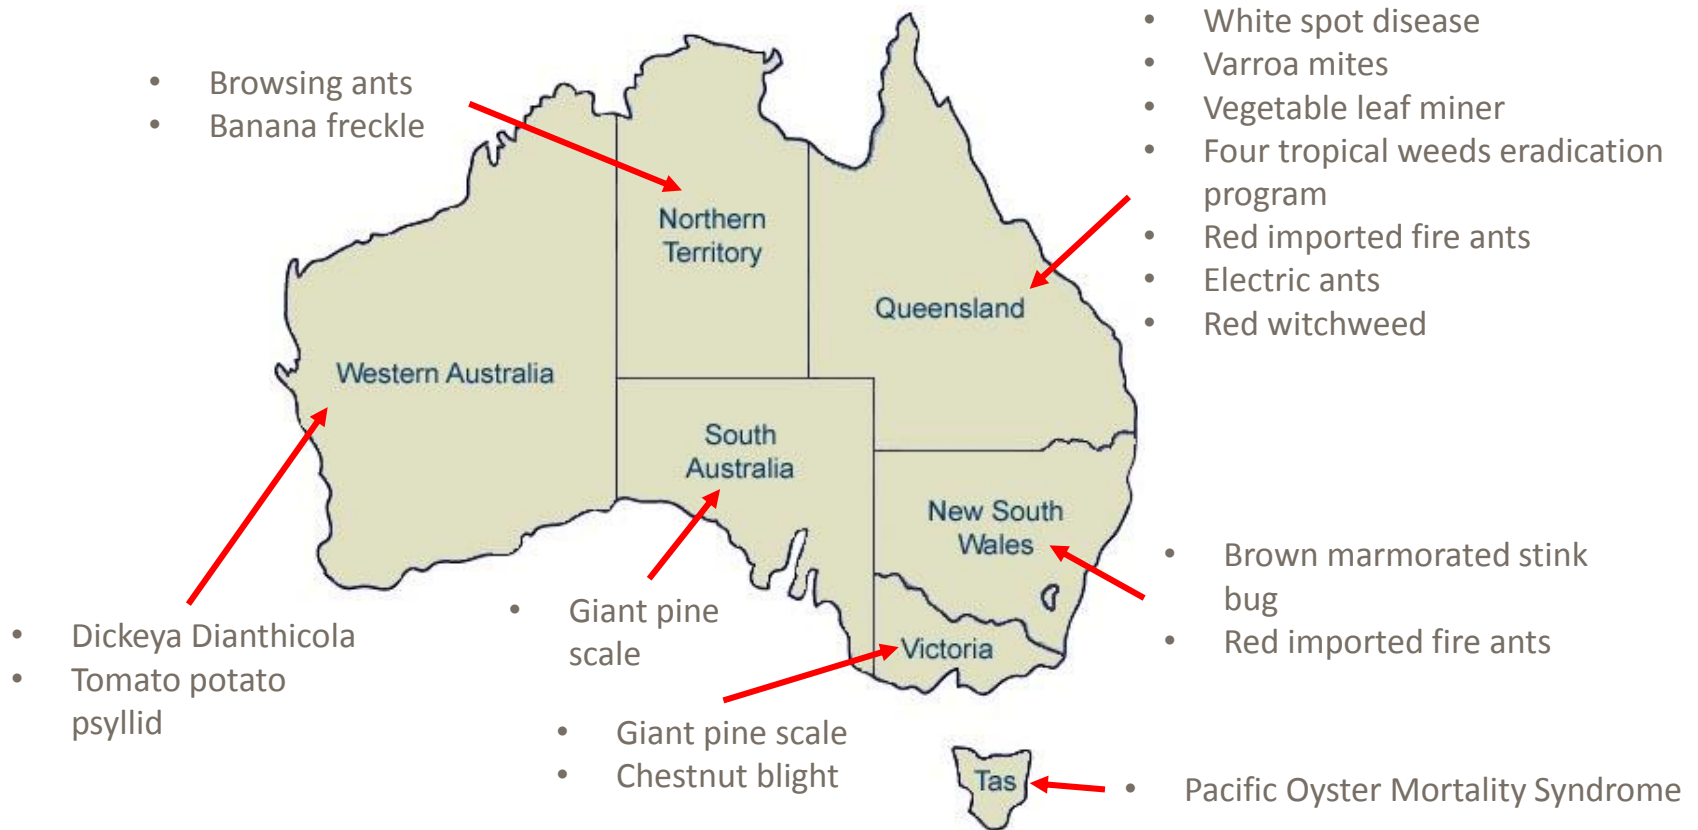 • White spot disease
• Varroa mites
• Vegetable leaf miner
• Four tropical weeds eradication
program
• Red imported fire ants
• Electric ants
• Red witchweed
• Browsing ants
• Banana freckle
Northern
Territory
Queensland
Western Australia
South
Australia
New South
Wales
Victoria
Tas
• Brown marmorated stink
bug
• Red imported fire ants
• Dickeya Dianthicola
• Tomato potato
psyllid
• Giant pine
scale
• Giant pine scale
• Chestnut blight
• Pacific Oyster Mortality Syndrome